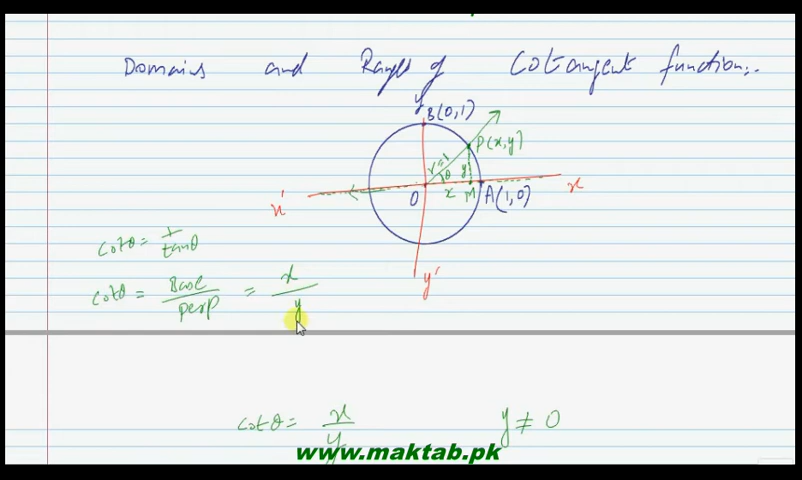 Domains and Range of Cotangent function:-
y
B(0,1)
P(x,y)
r=1
θ
y
x'
O
x
M
A(1,0)
x
y'
cotθ = 1/tanθ
cotθ = Base/perp = x/y
cotθ = x/y y ≠ 0
www.maktab.pk